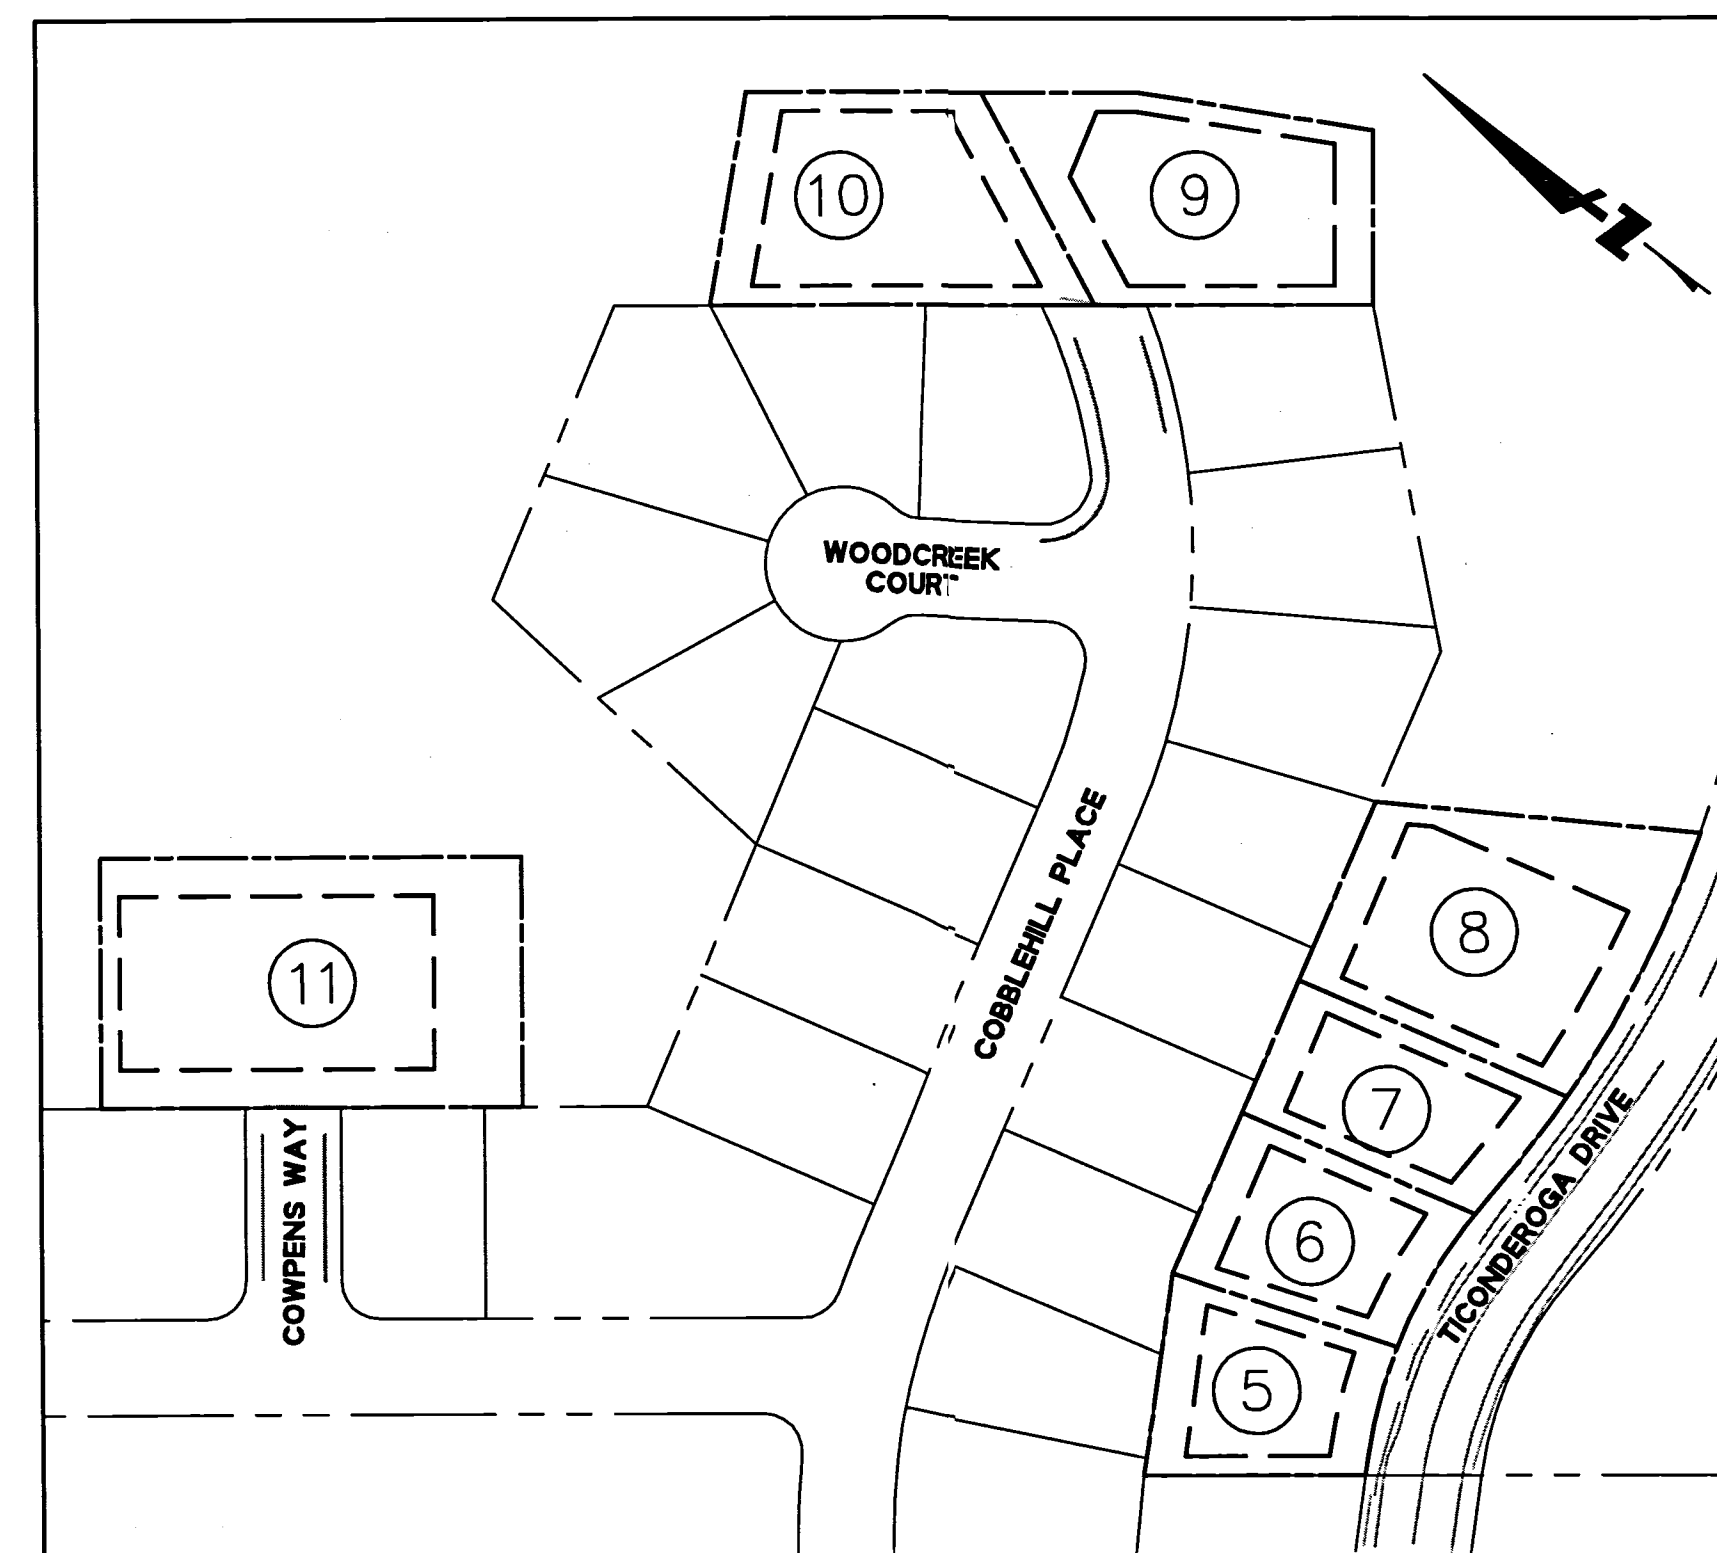 10
9
N
WOODCREEK
COURT
COBBLEHILL PLACE
8
11
7
COWPENS WAY
6
TICONDEROGA DRIVE
5